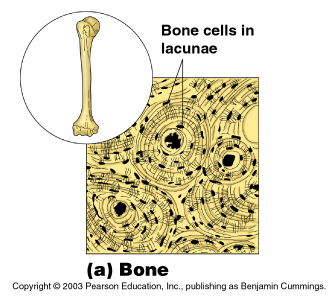 Bone cells in
lacunae
(a) Bone
Copyright © 2003 Pearson Education, Inc., publishing as Benjamin Cummings.